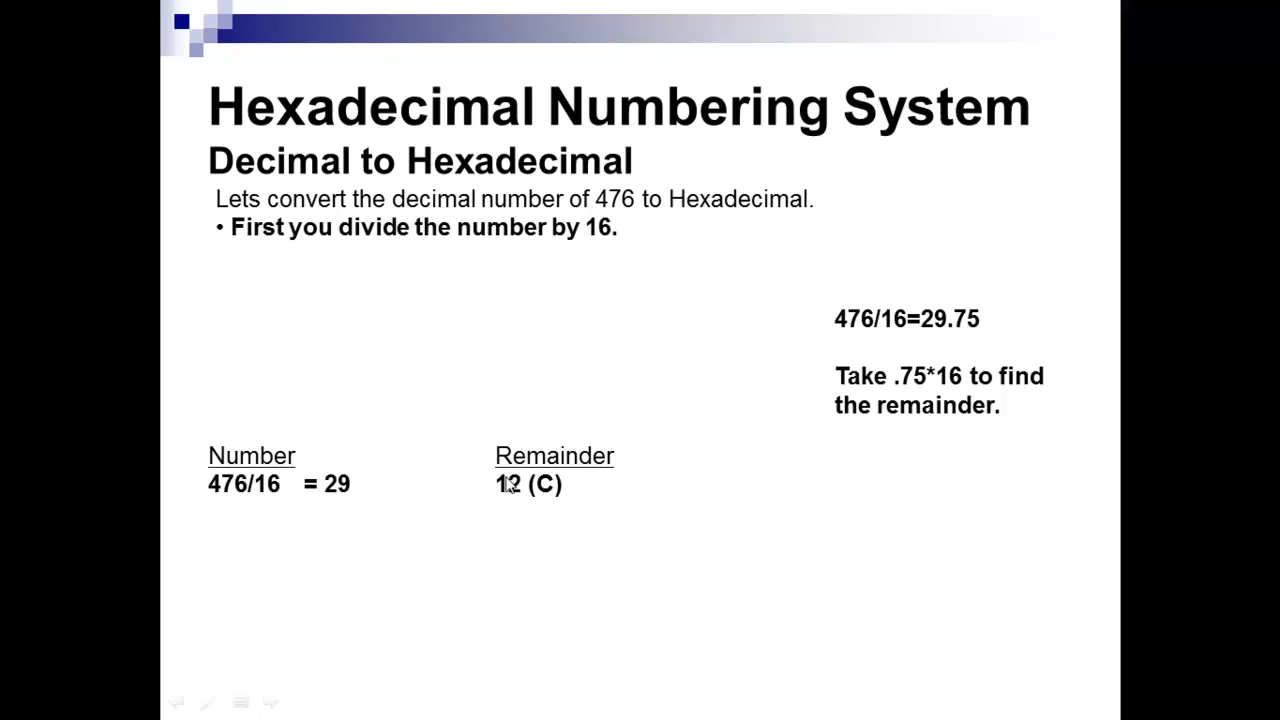 Hexadecimal Numbering System
Decimal to Hexadecimal
Lets convert the decimal number of 476 to Hexadecimal.
• First you divide the number by 16.
476/16=29.75
Take .75*16 to find
the remainder.
Number Remainder
476/16 = 29 12 (C)